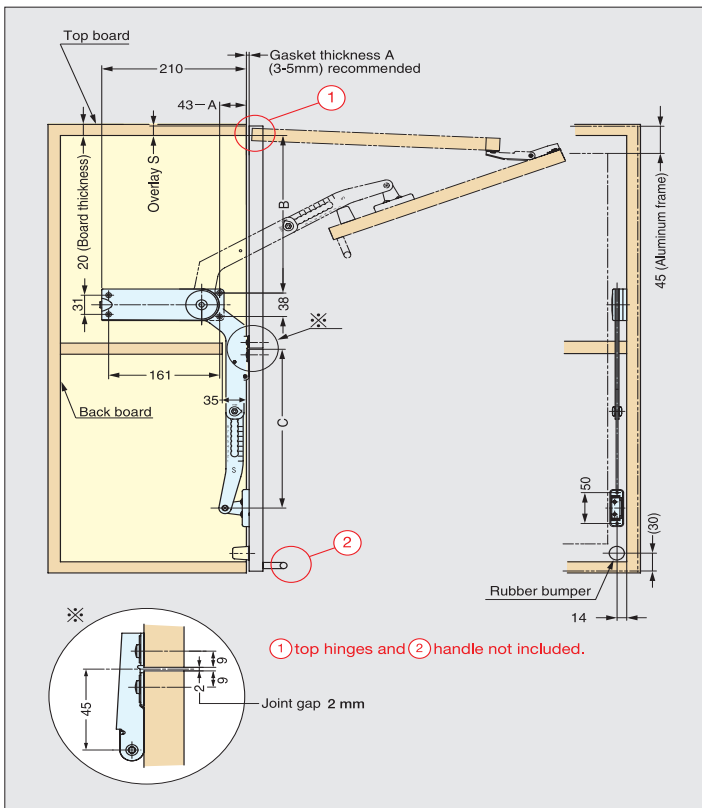 Top board
Gasket thickness A
(3-5mm) recommended
210
43-A
1
20 (Board thickness)
Overlay S
B
45 (Aluminum frame)
31
38
※
161
35
Back board
C
S
50
(30)
2
Rubber bumper
14
※
1 top hinges and 2 handle not included.
9
2
9
45
Joint gap 2 mm